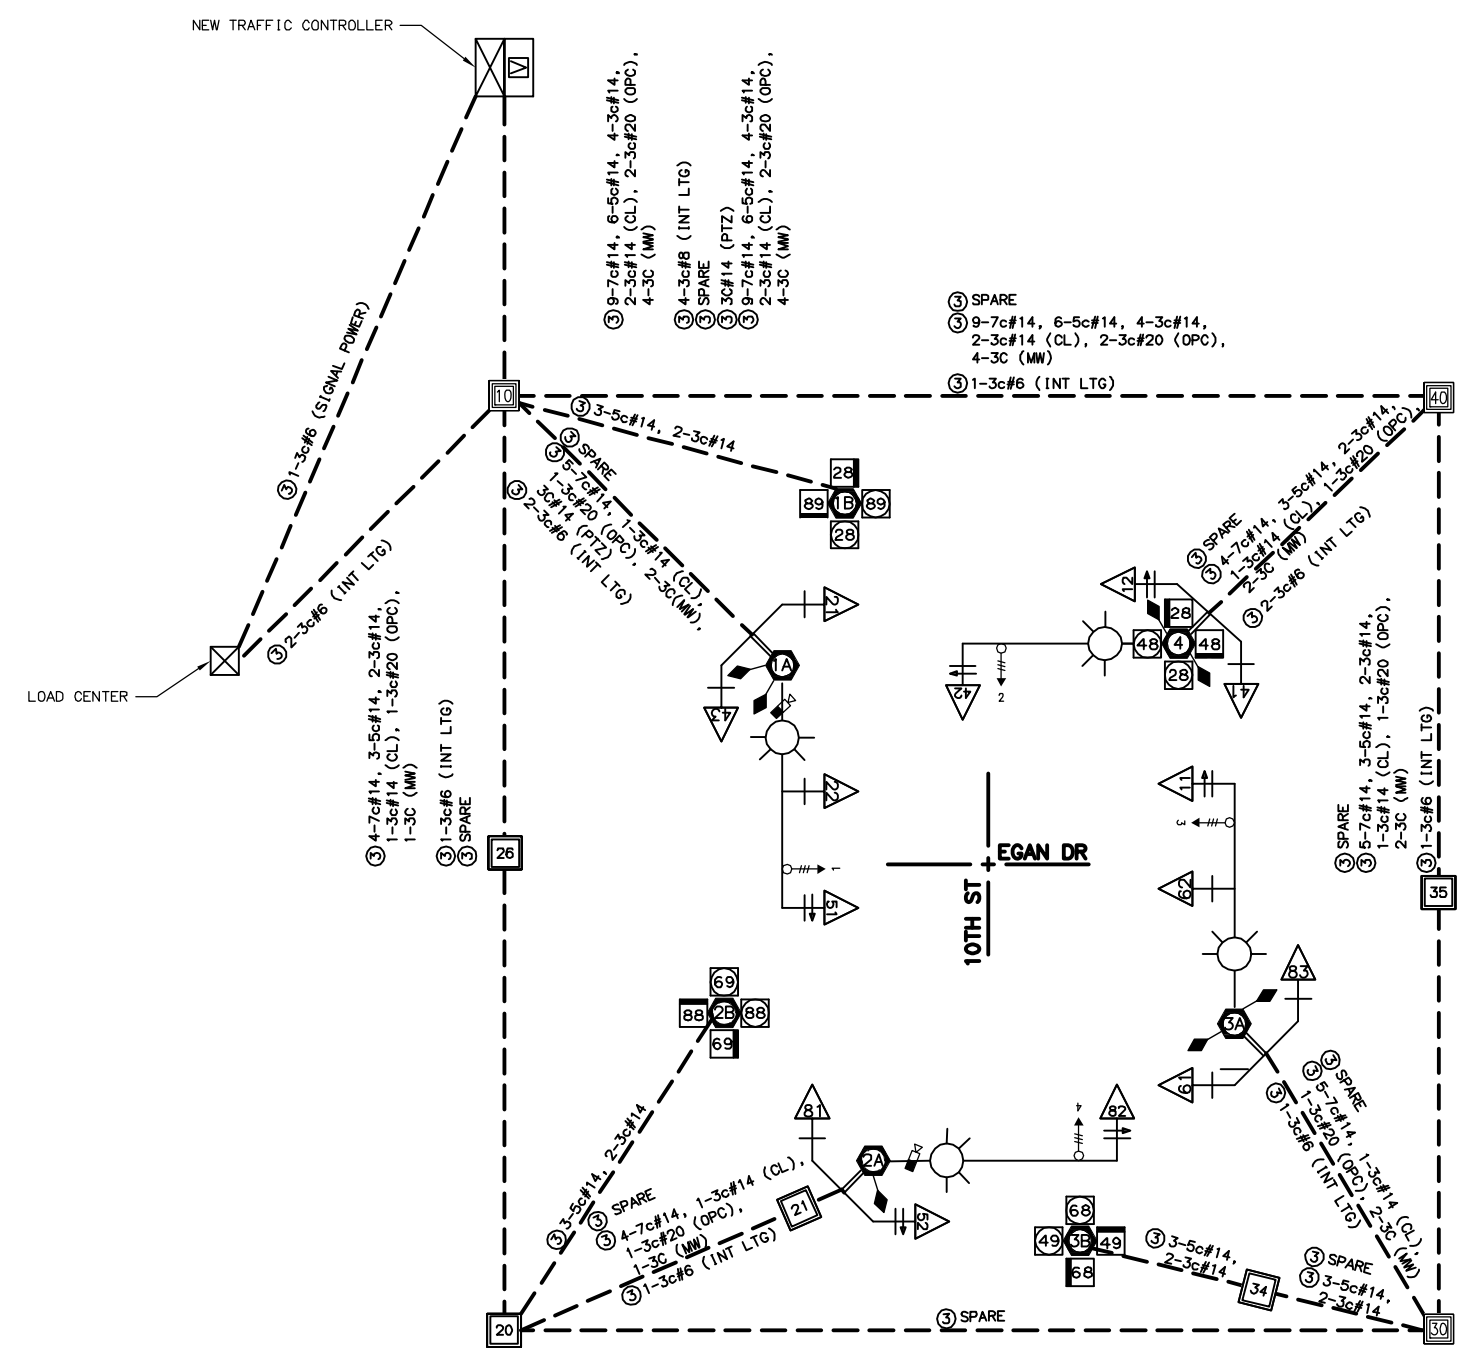 NEW TRAFFIC CONTROLLER
V
③ 9-7c#14, 6-5c#14, 4-3c#14,
2-3c#14 (CL), 2-3c#20 (OPC),
4-3C (MW)
③ 4-3c#8 (INT LTG)
③ SPARE
③ 3C#14 (PTZ)
③ 9-7c#14, 6-5c#14, 4-3c#14,
2-3c#14 (CL), 2-3c#20 (OPC),
4-3C (MW)
③ SPARE
③ 9-7c#14, 6-5c#14, 4-3c#14,
2-3c#14 (CL), 2-3c#20 (OPC),
4-3C (MW)
③ 1-3c#6 (INT LTG)
③ 1-3c#6 (SIGNAL POWER)
③ 2-3c#6 (INT LTG)
LOAD CENTER
10
40
③ 3-5c#14, 2-3c#14
③ SPARE
③ 5-7c#14, 1-3c#14 (CL),
1-3c#20 (OPC), 2-3C(MW),
3C#14 (PTZ)
③ 2-3c#6 (INT LTG)
28
89
1B
89
28
③ SPARE
③ 4-7c#14, 3-5c#14, 2-3c#14,
1-3c#14 (CL), 1-3c#20 (OPC),
2-3C (MW)
③ 2-3c#6 (INT LTG)
21
1A
43
22
1
51
12
28
48
4
48
28
42
2
41
③ 4-7c#14, 3-5c#14, 2-3c#14,
1-3c#14 (CL), 1-3c#20 (OPC),
1-3C (MW)
③ 1-3c#6 (INT LTG)
③ SPARE
26
③ SPARE
③ 5-7c#14, 3-5c#14, 2-3c#14,
1-3c#14 (CL), 1-3c#20 (OPC),
2-3C (MW)
③ 1-3c#6 (INT LTG)
35
11
3
62
EGAN DR
10TH ST
83
3A
61
69
88
2B
88
69
81
82
4
2A
21
52
③ 3-5c#14, 2-3c#14
③ SPARE
③ 4-7c#14, 1-3c#14 (CL),
1-3c#20 (OPC),
1-3C (MW)
③ 1-3c#6 (INT LTG)
③ SPARE
③ 5-7c#14, 1-3c#14 (CL),
1-3c#20 (OPC), 2-3C (MW)
③ 1-3c#6 (INT LTG)
68
49
3B
49
68
③ 3-5c#14,
2-3c#14
34
③ SPARE
③ 3-5c#14,
2-3c#14
20
③ SPARE
30